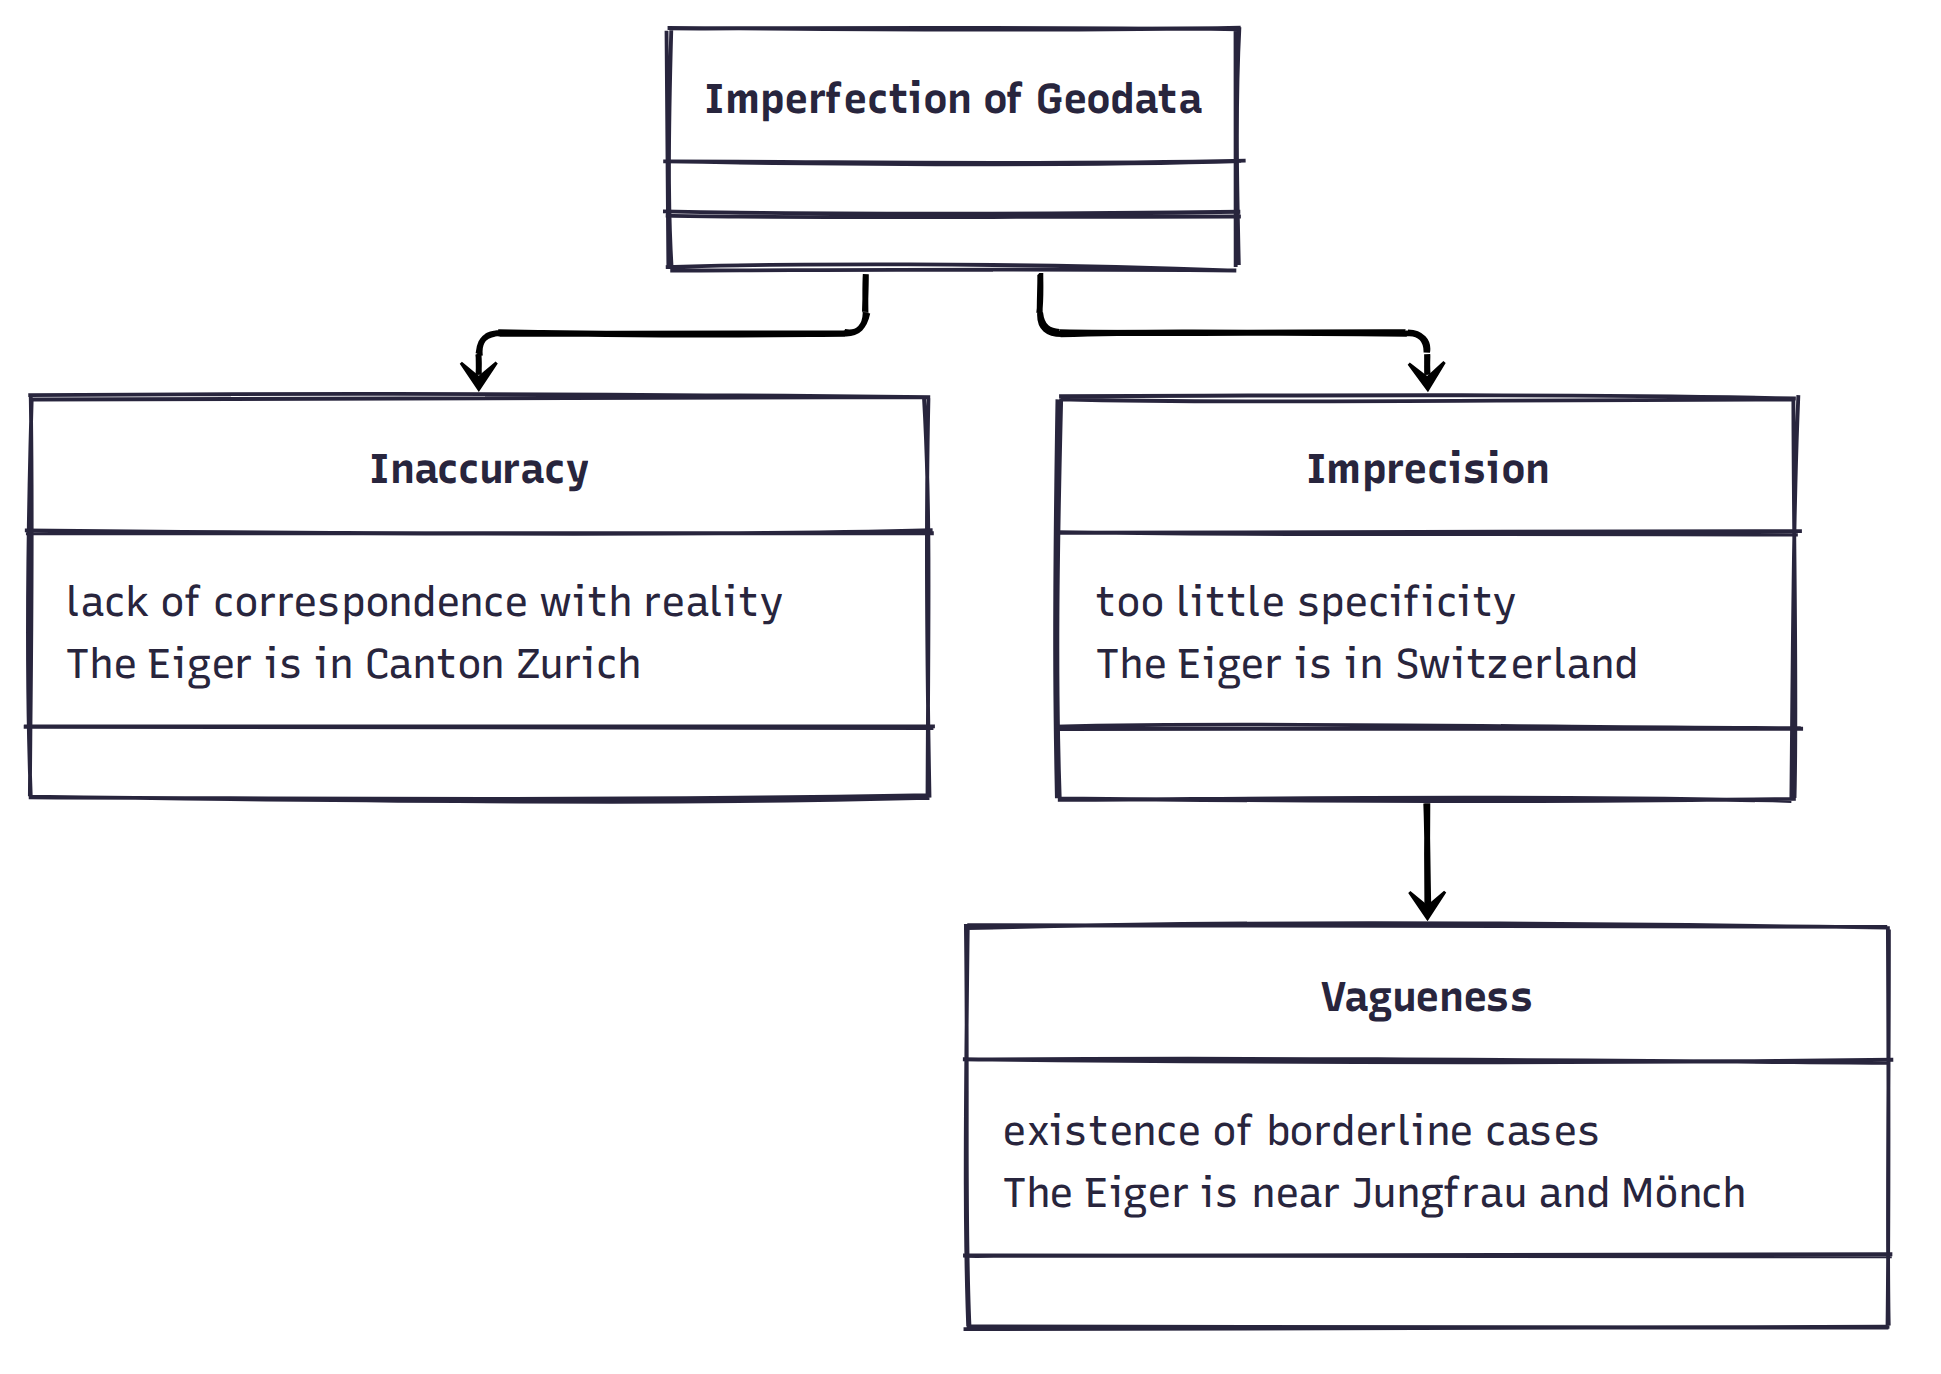 Imperfection of Geodata
Inaccuracy
lack of correspondence with reality
The Eiger is in Canton Zurich
Imprecision
too little specificity
The Eiger is in Switzerland
Vagueness
existence of borderline cases
The Eiger is near Jungfrau and Mönch